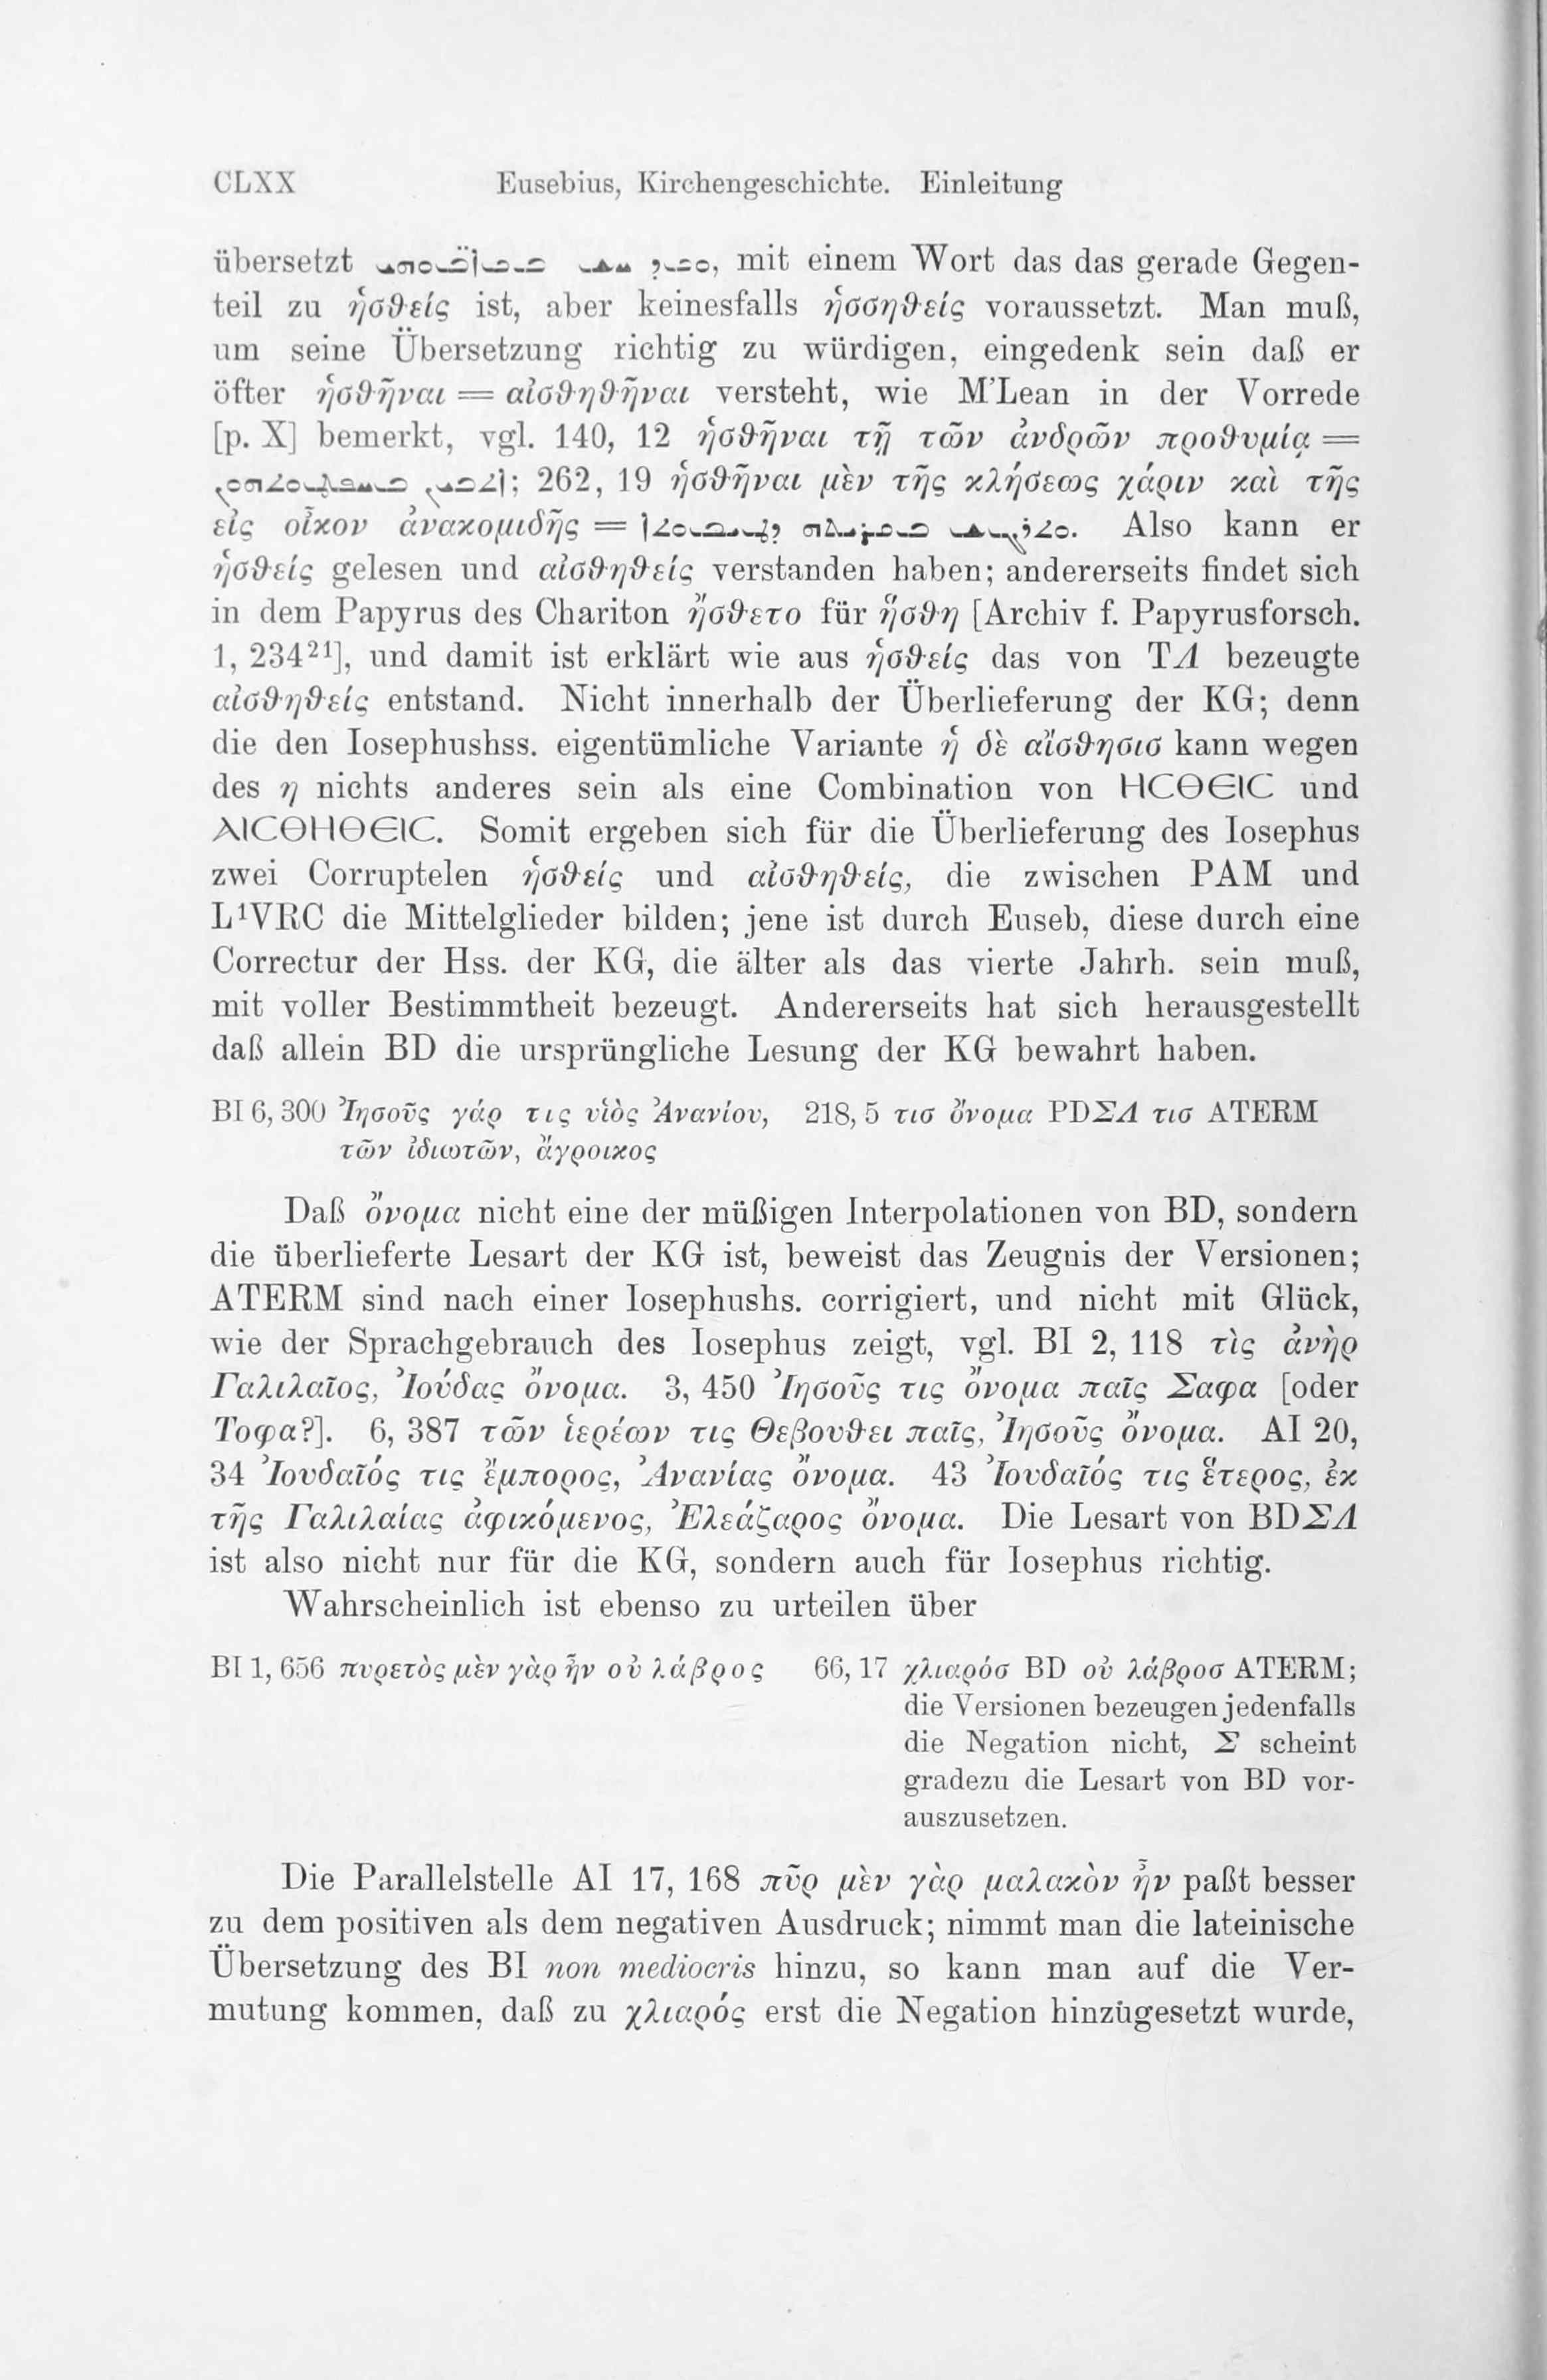 CLXX Eusebius, Kirchengeschichte. Einleitung
übersetzt mit einem Wort das das gerade Gegen-
teil zu ἡσθείς ist, aber keinesfalls ἡσσηθείς voraussetzt. Man muß,
um seine Übersetzung richtig zu würdigen, eingedenk sein daß er
öfter ἡσθῆναι = αἰσθηθῆναι versteht, wie M’Lean in der Vorrede
[p. X] bemerkt, vgl. 140, 12 ἡσθῆναι τῇ τῶν ἀνδρῶν προθυμίᾳ =
262, 19 ἡσθῆναι μὲν τῆς κλήσεως χάριν καὶ τῆς
εἰς οἶκον ἀνακομιδῆς = Also kann er
ἡσθείς gelesen und αἰσθηθείς verstanden haben; andererseits findet sich
in dem Papyrus des Chariton ἤσθετο für ἥσθη [Archiv f. Papyrusforsch.
1, 234²¹], und damit ist erklärt wie aus ἡσθείς das von TΛ bezeugte
αἰσθηθείς entstand. Nicht innerhalb der Überlieferung der KG; denn
die den Iosephushss. eigentümliche Variante ἡ δὲ αἴσθησισ kann wegen
des η nichts anderes sein als eine Combination von ΗϹΘΕΙϹ und
ΑΙϹΘΗΘΕΙϹ. Somit ergeben sich für die Überlieferung des Iosephus
zwei Corruptelen ἡσθείς und αἰσθηθείς, die zwischen PAM und
L¹VRC die Mittelglieder bilden; jene ist durch Euseb, diese durch eine
Correctur der Hss. der KG, die älter als das vierte Jahrh. sein muß,
mit voller Bestimmtheit bezeugt. Andererseits hat sich herausgestellt
daß allein BD die ursprüngliche Lesung der KG bewahrt haben.
BI 6, 300 Ἰησοῦς γάρ τις υἱὸς Ἀνανίου, 218, 5 τισ ὄνομα PDΣΛ τισ ATERM
τῶν ἰδιωτῶν, ἄγροικος
Daß ὄνομα nicht eine der müßigen Interpolationen von BD, sondern
die überlieferte Lesart der KG ist, beweist das Zeugnis der Versionen;
ATERM sind nach einer Iosephushs. corrigiert, und nicht mit Glück,
wie der Sprachgebrauch des Iosephus zeigt, vgl. BI 2, 118 τὶς ἀνὴρ
Γαλιλαῖος, Ἰούδας ὄνομα. 3, 450 Ἰησοῦς τις ὄνομα παῖς Σαφα [oder
Τοφα?]. 6, 387 τῶν ἱερέων τις Θεβουθει παῖς, Ἰησοῦς ὄνομα. AI 20,
34 Ἰουδαῖός τις ἔμπορος, Ἀνανίας ὄνομα. 43 Ἰουδαῖός τις ἕτερος, ἐκ
τῆς Γαλιλαίας ἀφικόμενος, Ἐλεάζαρος ὄνομα. Die Lesart von BDΣΛ
ist also nicht nur für die KG, sondern auch für Iosephus richtig.
Wahrscheinlich ist ebenso zu urteilen über
BI 1, 656 πυρετὸς μὲν γὰρ ἦν οὐ λάβρος 66, 17 χλιαρόσ BD οὐ λάβροσ ATERM;
die Versionen bezeugen jedenfalls
die Negation nicht, Σ scheint
gradezu die Lesart von BD vor-
auszusetzen.
Die Parallelstelle AI 17, 168 πῦρ μὲν γὰρ μαλακὸν ἦν paßt besser
zu dem positiven als dem negativen Ausdruck; nimmt man die lateinische
Übersetzung des BI non mediocris hinzu, so kann man auf die Ver-
mutung kommen, daß zu χλιαρός erst die Negation hinzugesetzt wurde,